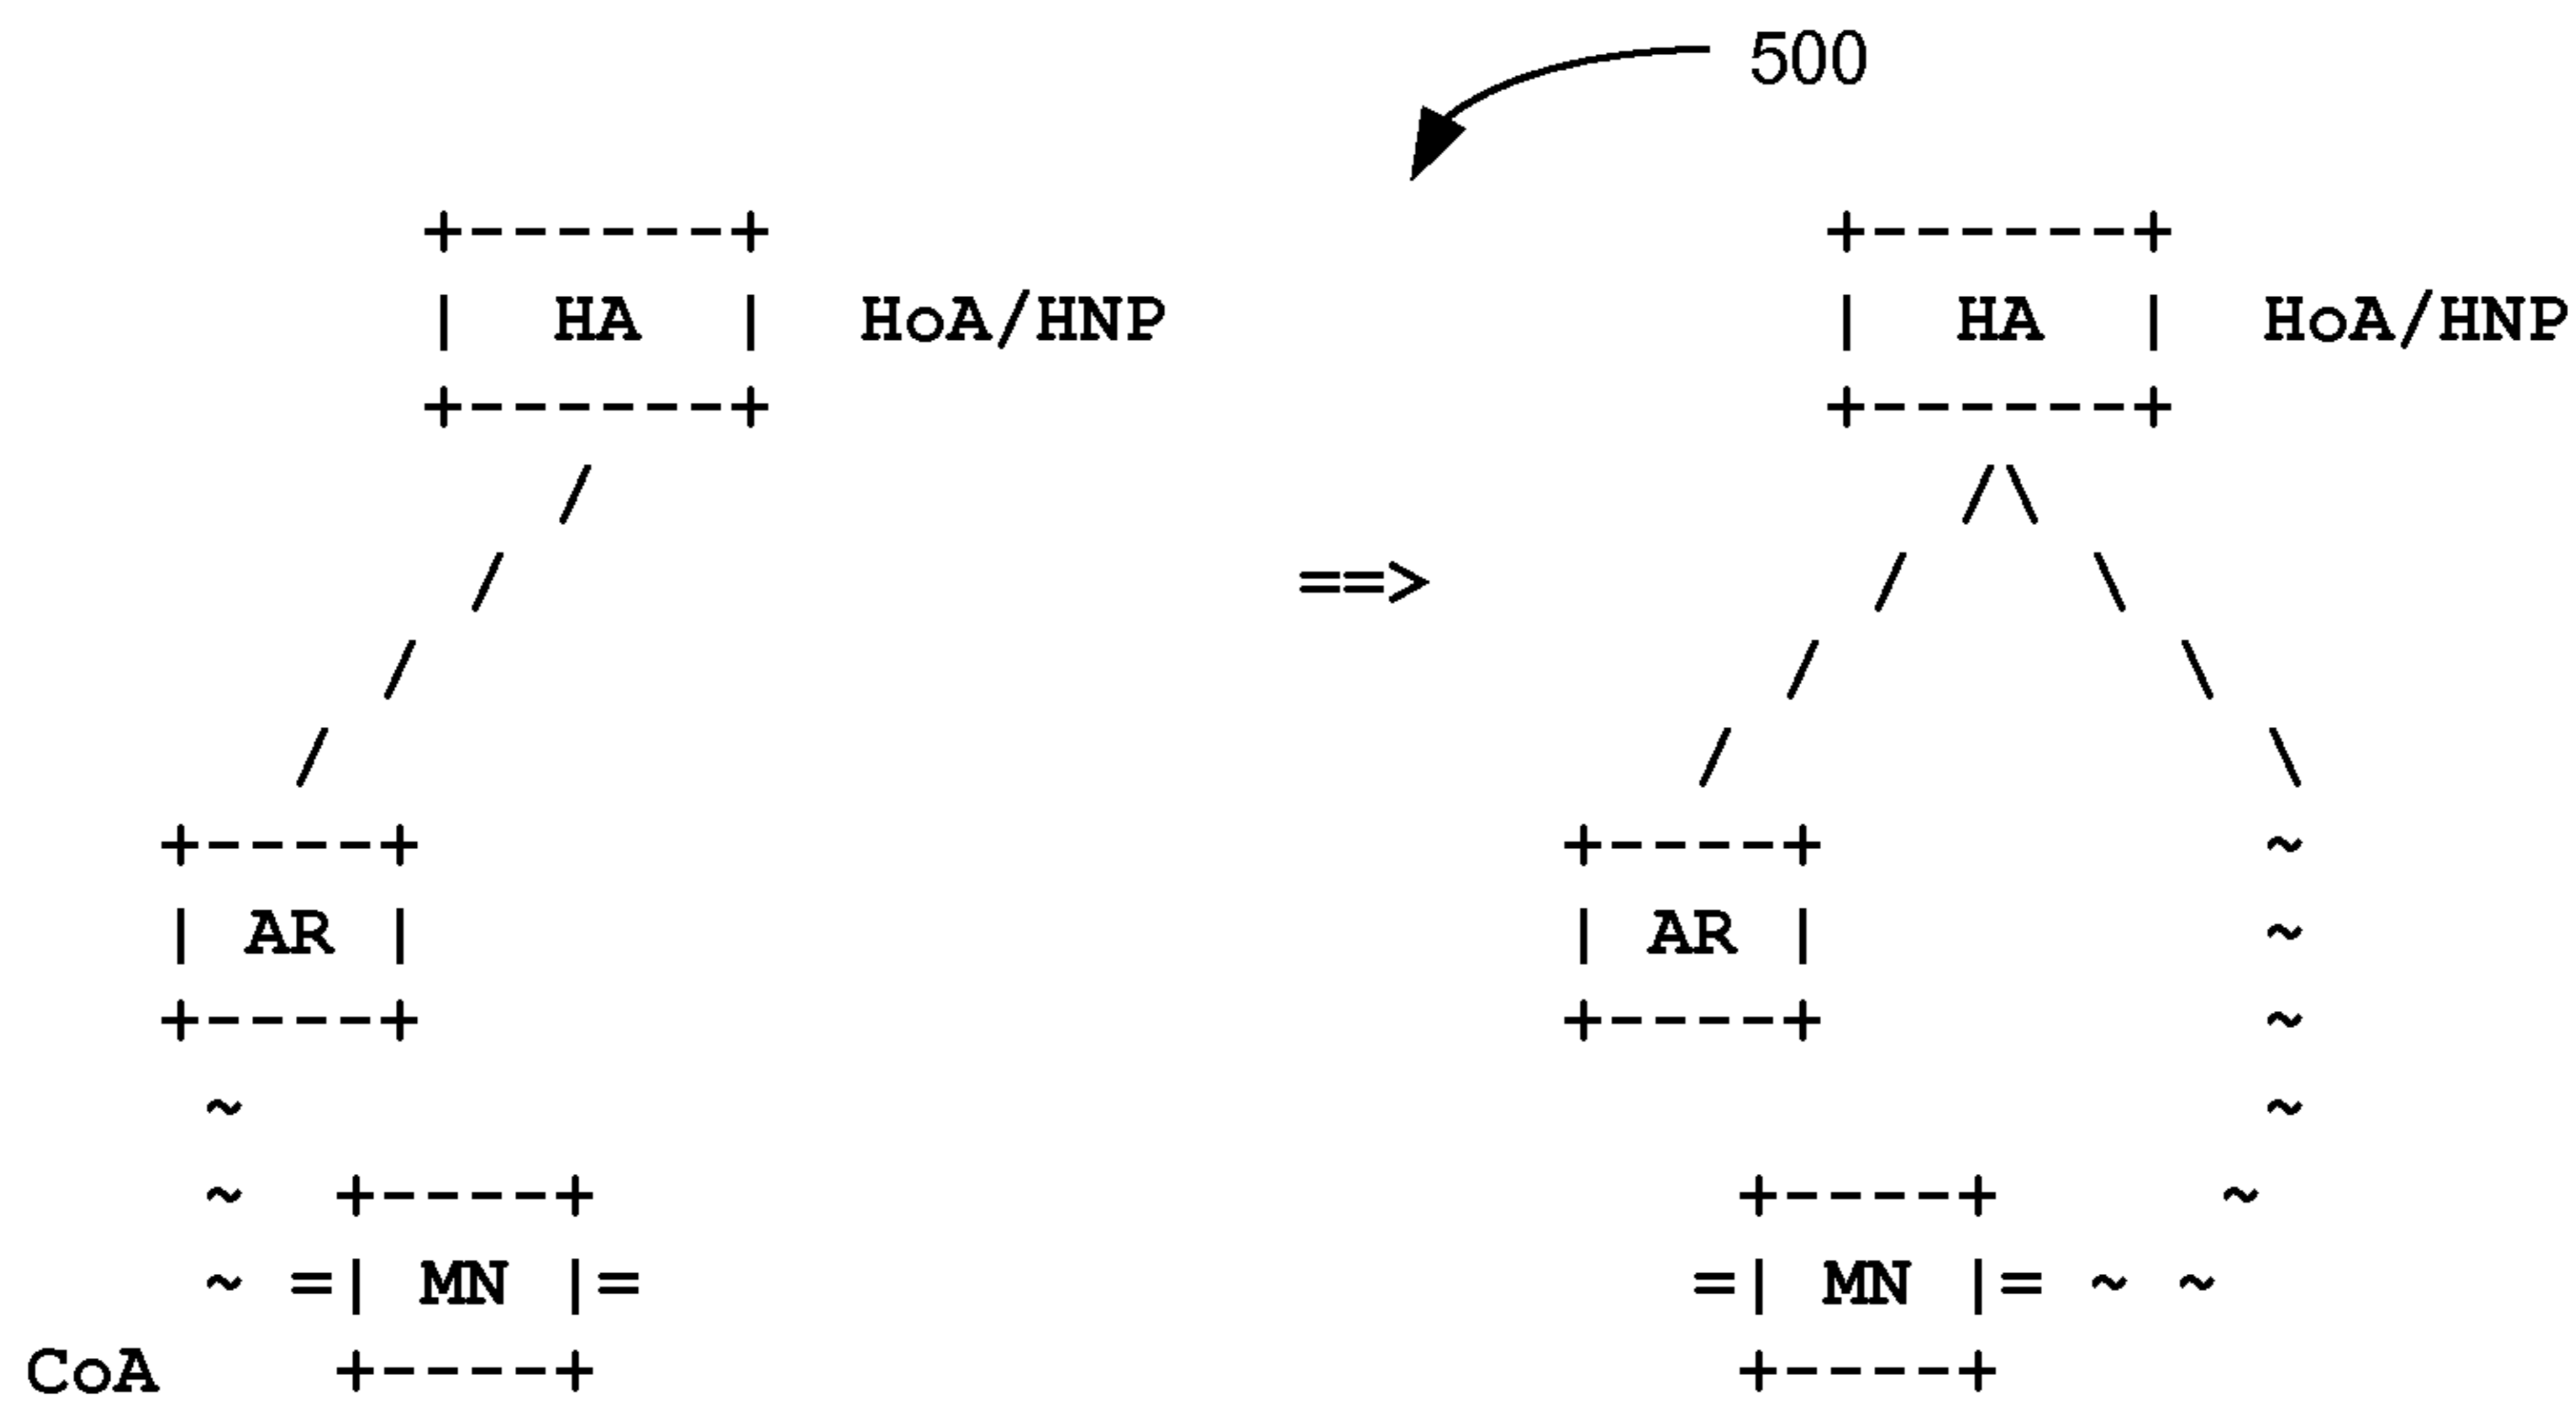 500
+-------+ +-------+
| HA | HoA/HNP | HA | HoA/HNP
+-------+ +-------+
/ /\
/ ==> / \
/ / \
/ / \
+-----+ +-----+ ~
| AR | | AR | ~
+-----+ +-----+ ~
~ ~
~ +-----+ +-----+ ~
~ =| MN |= =| MN |= ~ ~
CoA +-----+ +-----+